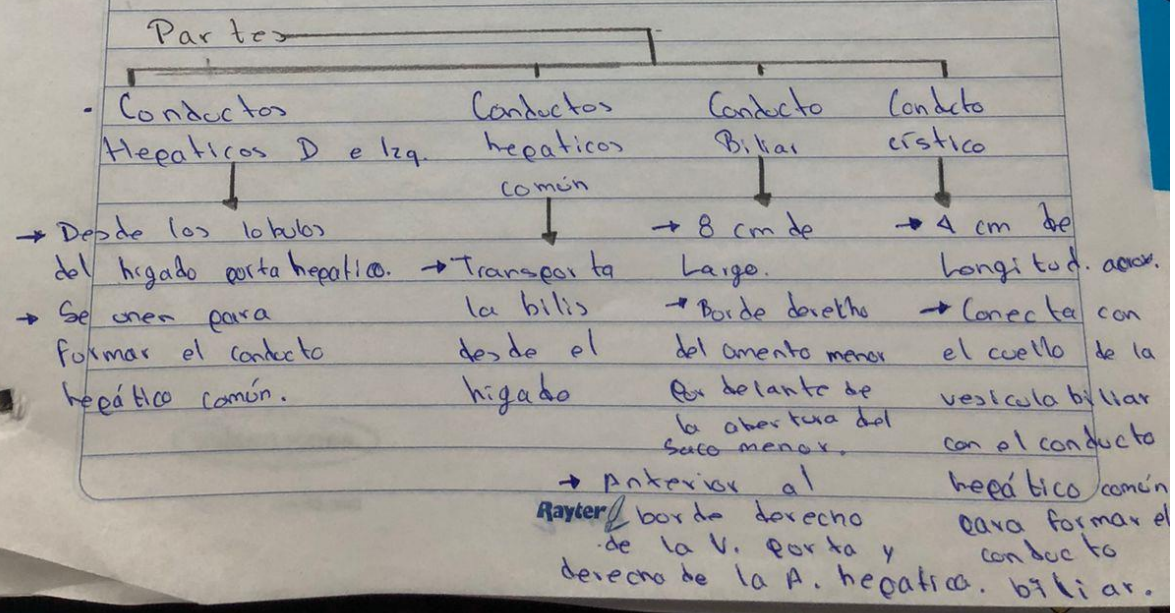 Partes
· Conductos
Hepaticos D e Izq.
→ Desde los lobulos
del higado porta hepatico.
→ Se unen para
formar el conducto
hepático común.
Conductos
hepaticos
común
→ Transporta
la bilis
desde el
higado
Conducto
Biliar
→ 8 cm de
Largo.
→ Borde derecho
del omento menor
por delante de
la abertura del
Saco menor.
→ Anterior al
borde derecho
de la V. porta y
derecho de la A. hepatica.
Conducto
cístico
→ 4 cm de
Longitud. aprox.
→ Conecta con
el cuello de la
vesícula biliar
con el conducto
hepático común
para formar el
conducto
biliar.
Rayter